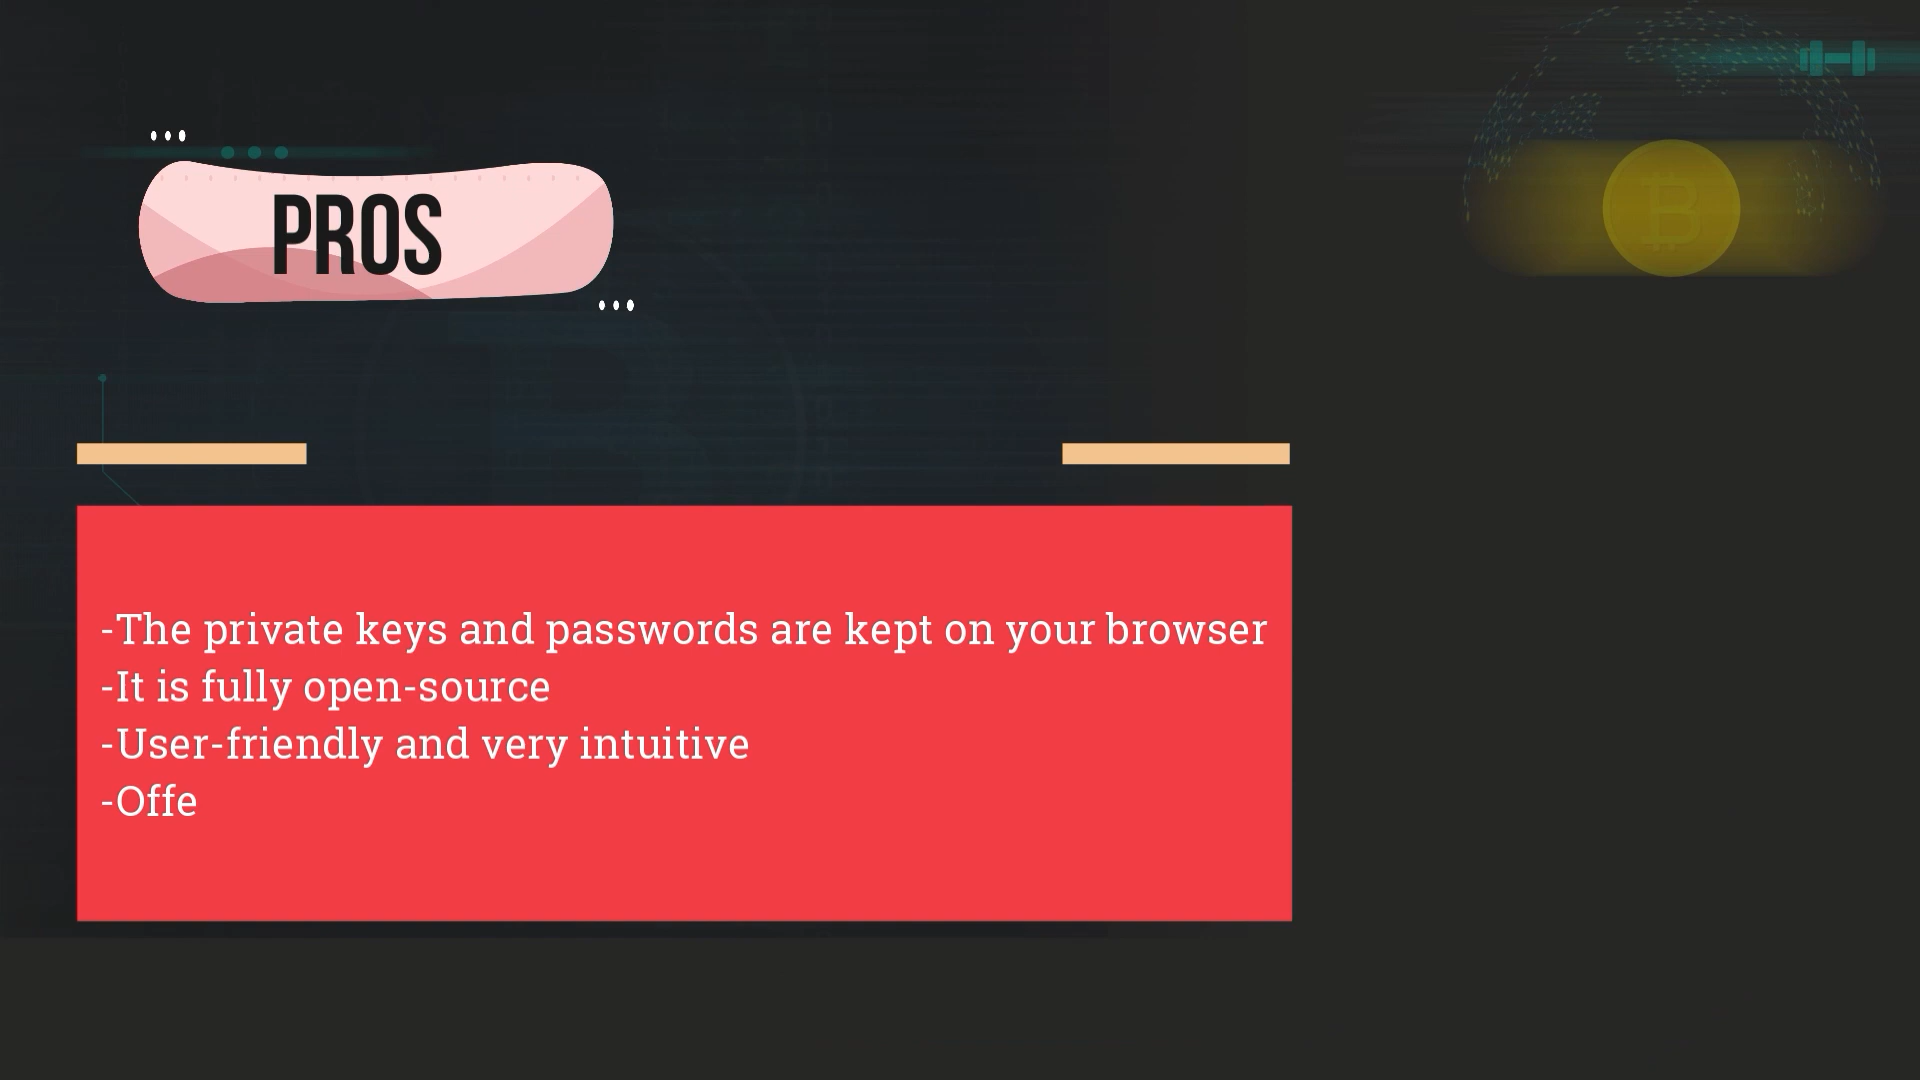 PROS
-The private keys and passwords are kept on your browser
-It is fully open-source
-User-friendly and very intuitive
-Offe